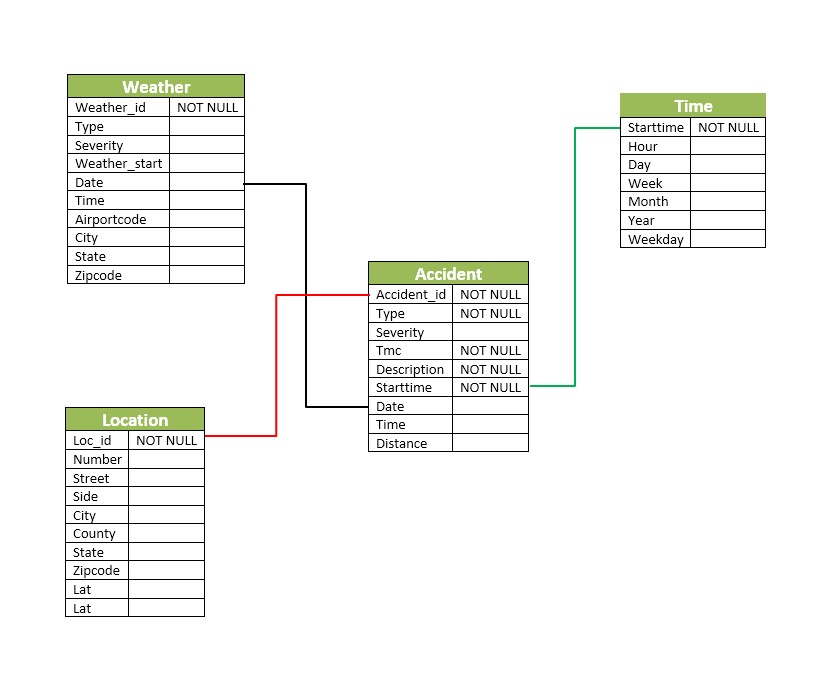 Weather
Weather_id NOT NULL
Type
Severity
Weather_start
Date
Time
Airportcode
City
State
Zipcode
Time
Starttime NOT NULL
Hour
Day
Week
Month
Year
Weekday
Accident
Accident_id NOT NULL
Type NOT NULL
Severity
Tmc NOT NULL
Description NOT NULL
Starttime NOT NULL
Date
Time
Distance
Location
Loc_id NOT NULL
Number
Street
Side
City
County
State
Zipcode
Lat
Lat